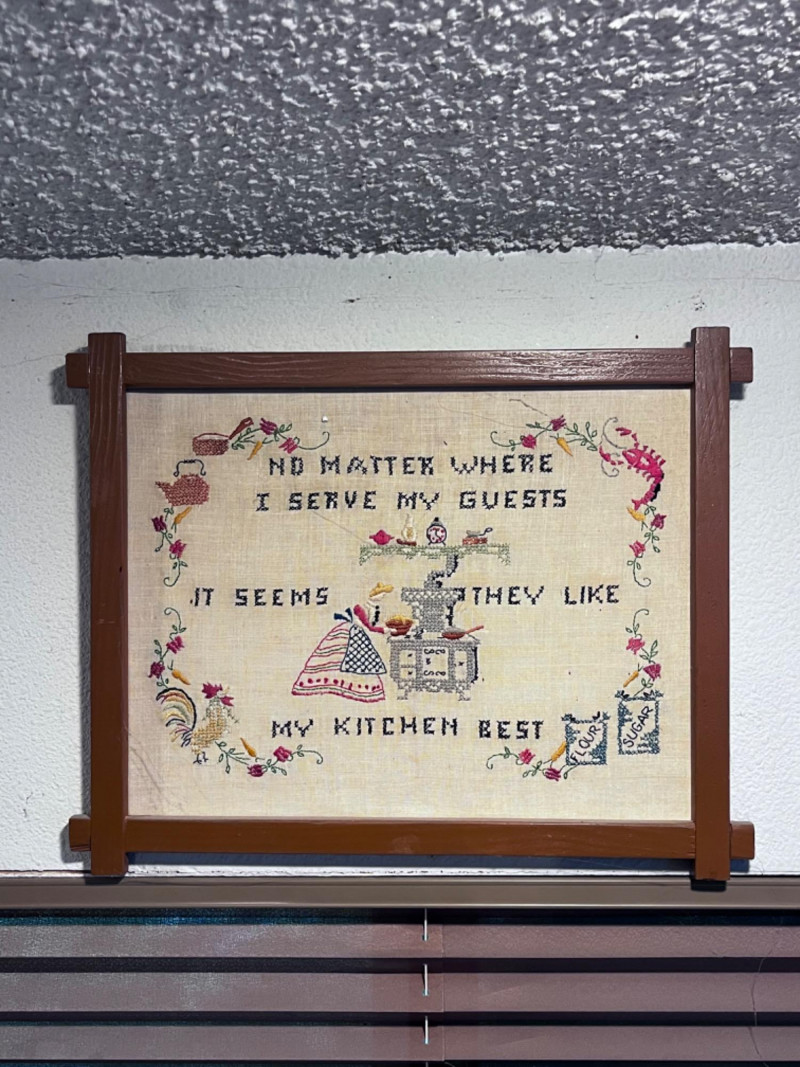 NO MATTER WHERE
I SERVE MY GUESTS
IT SEEMS THEY LIKE
MY KITCHEN BEST
FLOUR
SUGAR